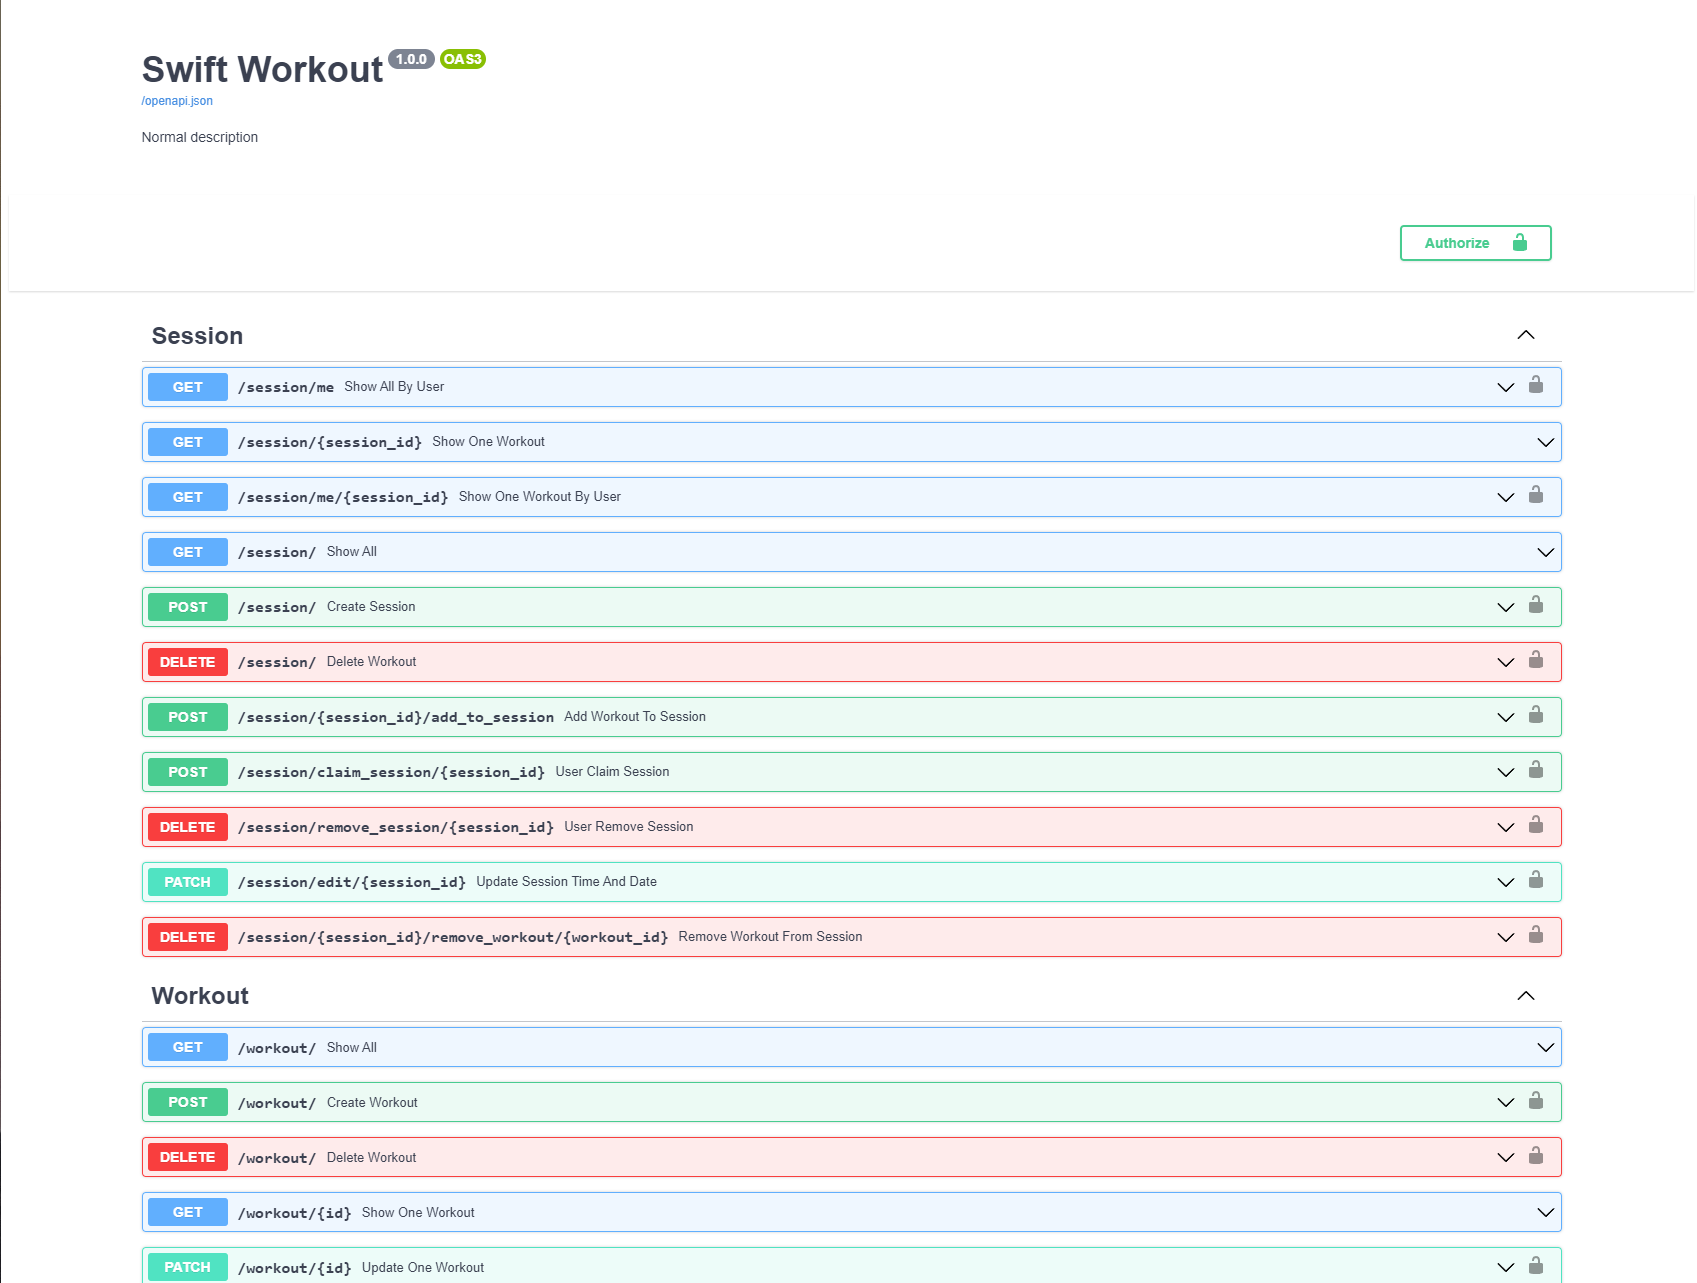 Swift Workout 1.0.0 OAS3
/openapi.json
Normal description
Authorize
Session
GET /session/me Show All By User
GET /session/{session_id} Show One Workout
GET /session/me/{session_id} Show One Workout By User
GET /session/ Show All
POST /session/ Create Session
DELETE /session/ Delete Workout
POST /session/{session_id}/add_to_session Add Workout To Session
POST /session/claim_session/{session_id} User Claim Session
DELETE /session/remove_session/{session_id} User Remove Session
PATCH /session/edit/{session_id} Update Session Time And Date
DELETE /session/{session_id}/remove_workout/{workout_id} Remove Workout From Session
Workout
GET /workout/ Show All
POST /workout/ Create Workout
DELETE /workout/ Delete Workout
GET /workout/{id} Show One Workout
PATCH /workout/{id} Update One Workout